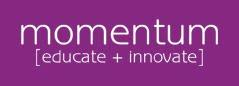 momentum
[educate + innovate]